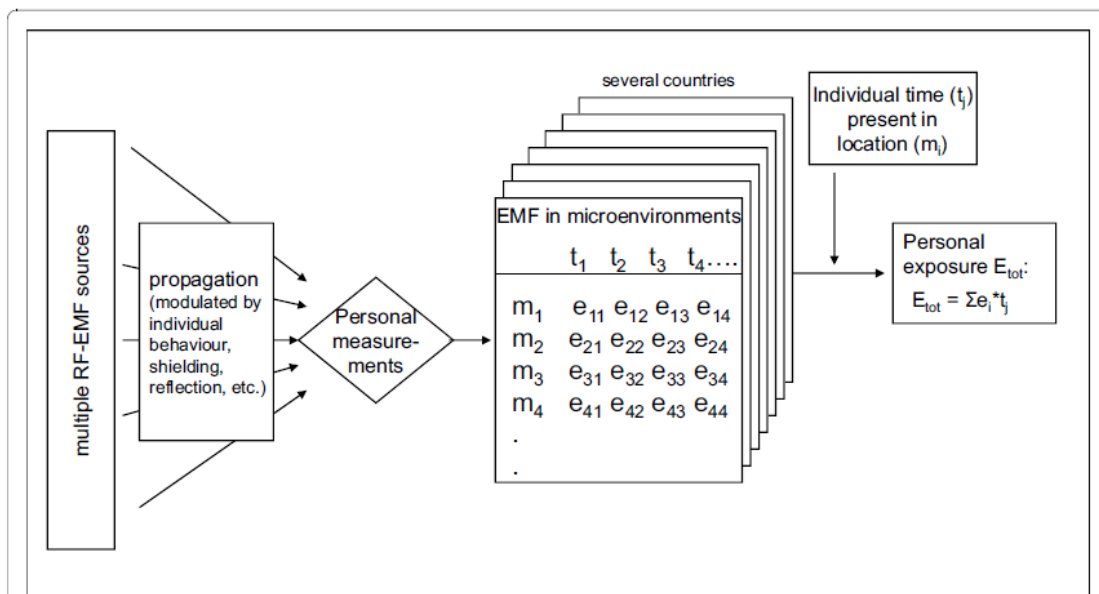 multiple RF-EMF sources
propagation
(modulated by
individual
behaviour,
shielding,
reflection, etc.)
Personal
measure-
ments
several countries
EMF in microenvironments
t₁ t₂ t₃ t₄....
m₁ e₁₁ e₁₂ e₁₃ e₁₄
m₂ e₂₁ e₂₂ e₂₃ e₂₄
m₃ e₃₁ e₃₂ e₃₃ e₃₄
m₄ e₄₁ e₄₂ e₄₃ e₄₄
.
.
Individual time (tⱼ)
present in
location (mᵢ)
Personal
exposure Eₜₒₜ:
Eₜₒₜ = Σeᵢ*tⱼ